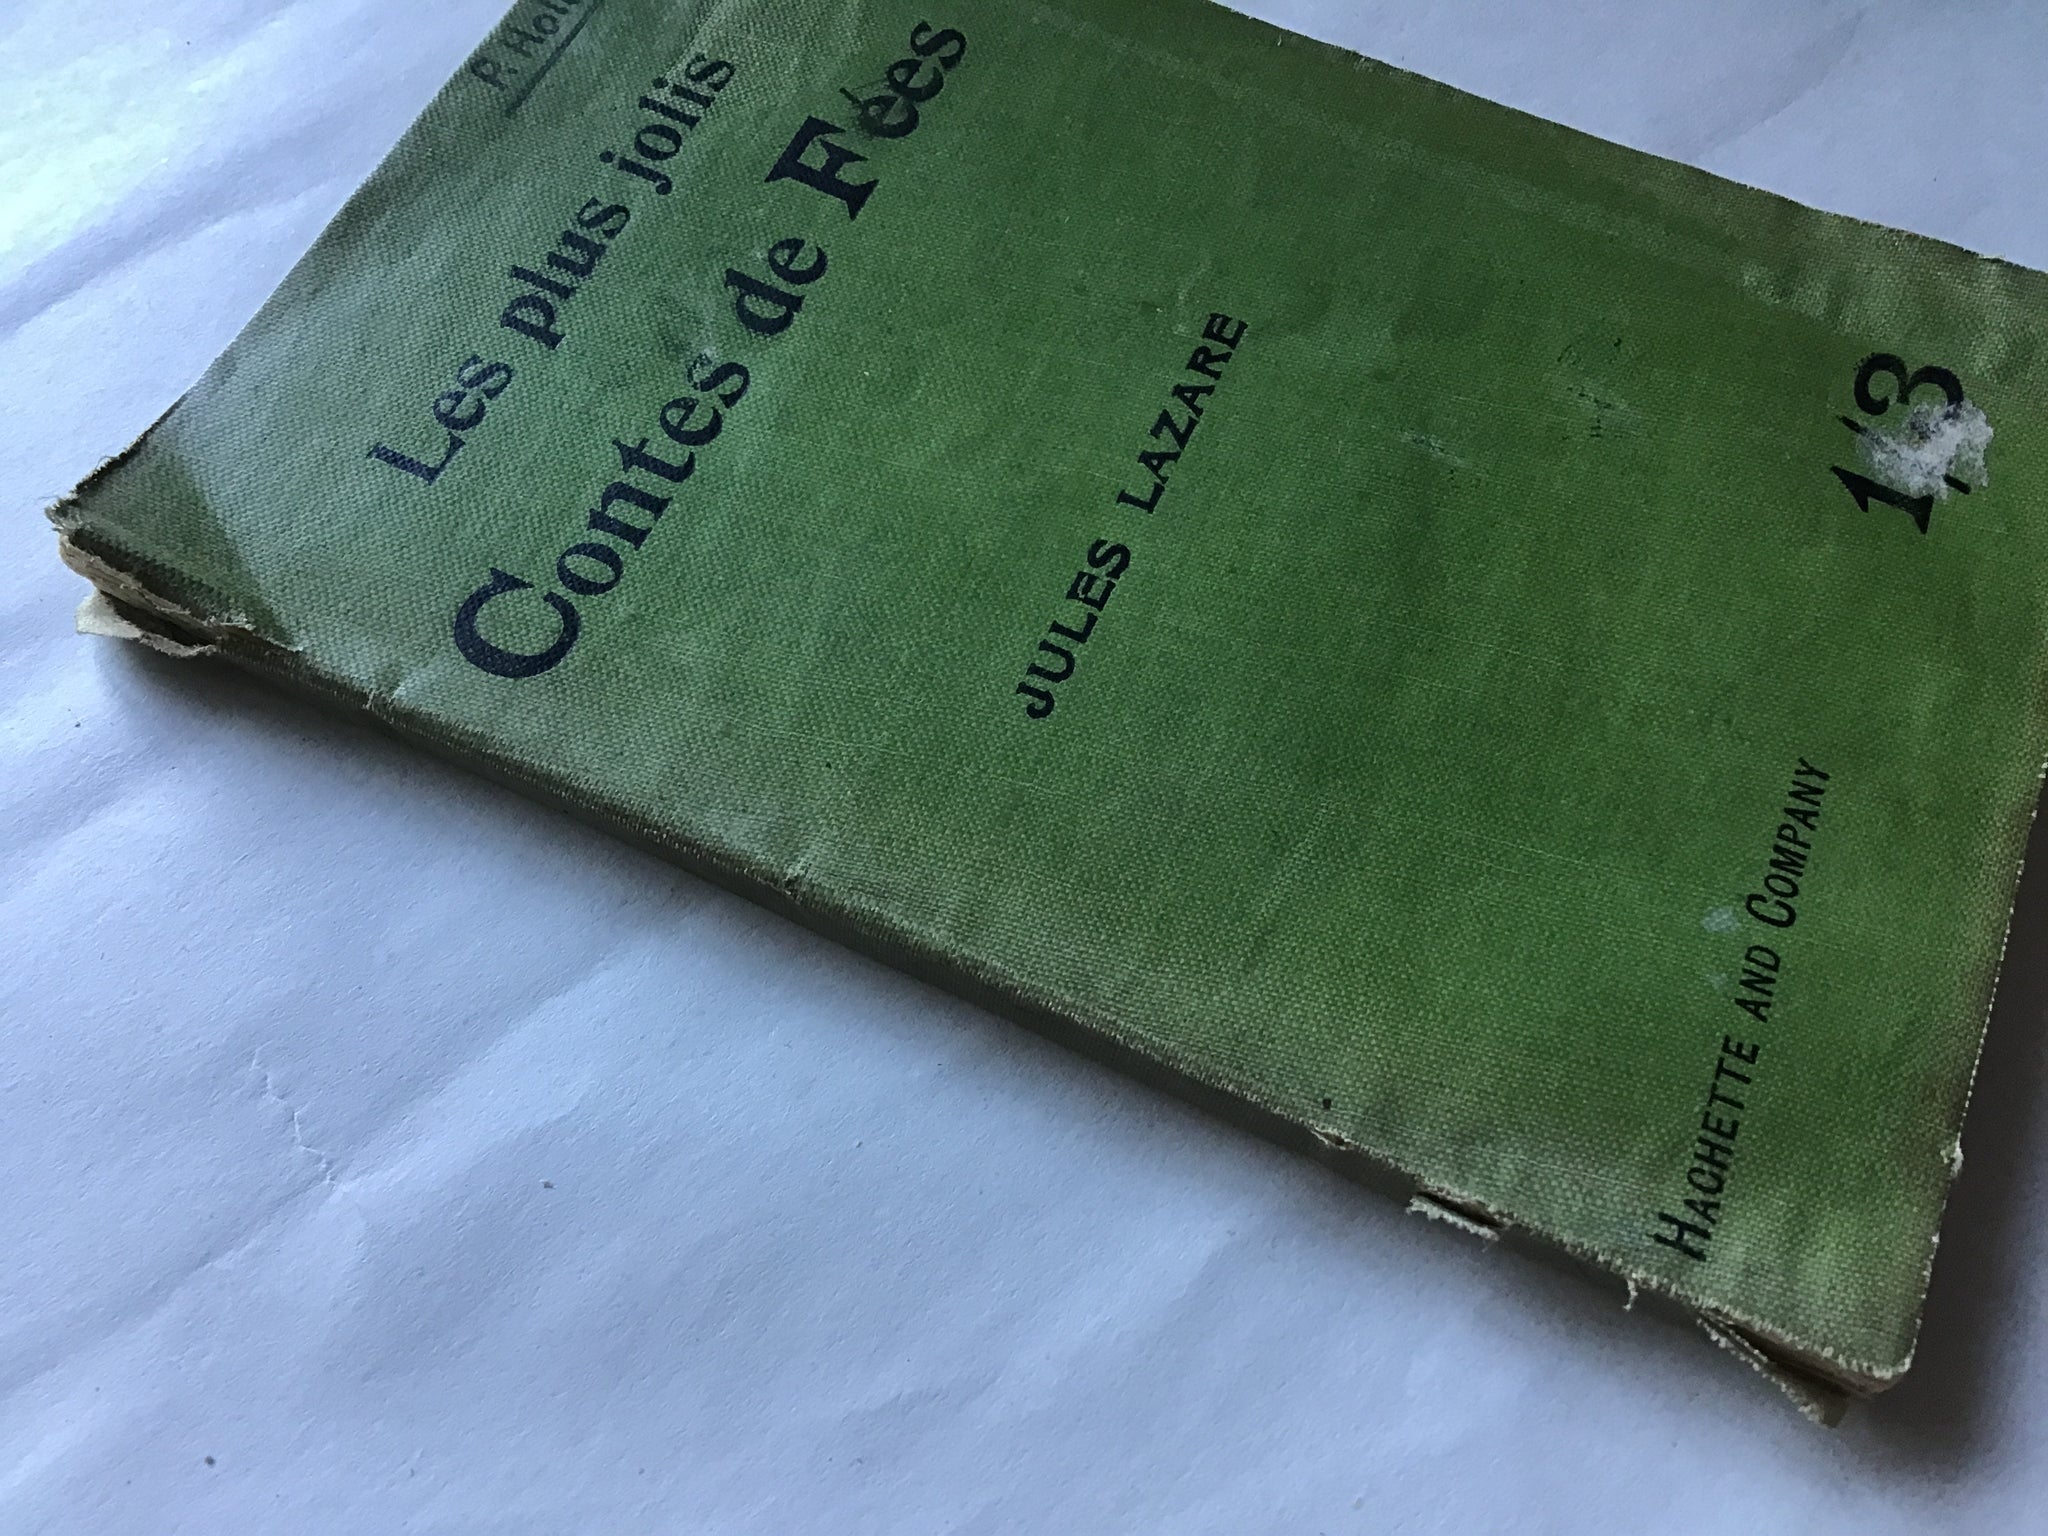 Les plus jolis
Contes de Fées
JULES LAZARE
1/3
HACHETTE AND COMPANY